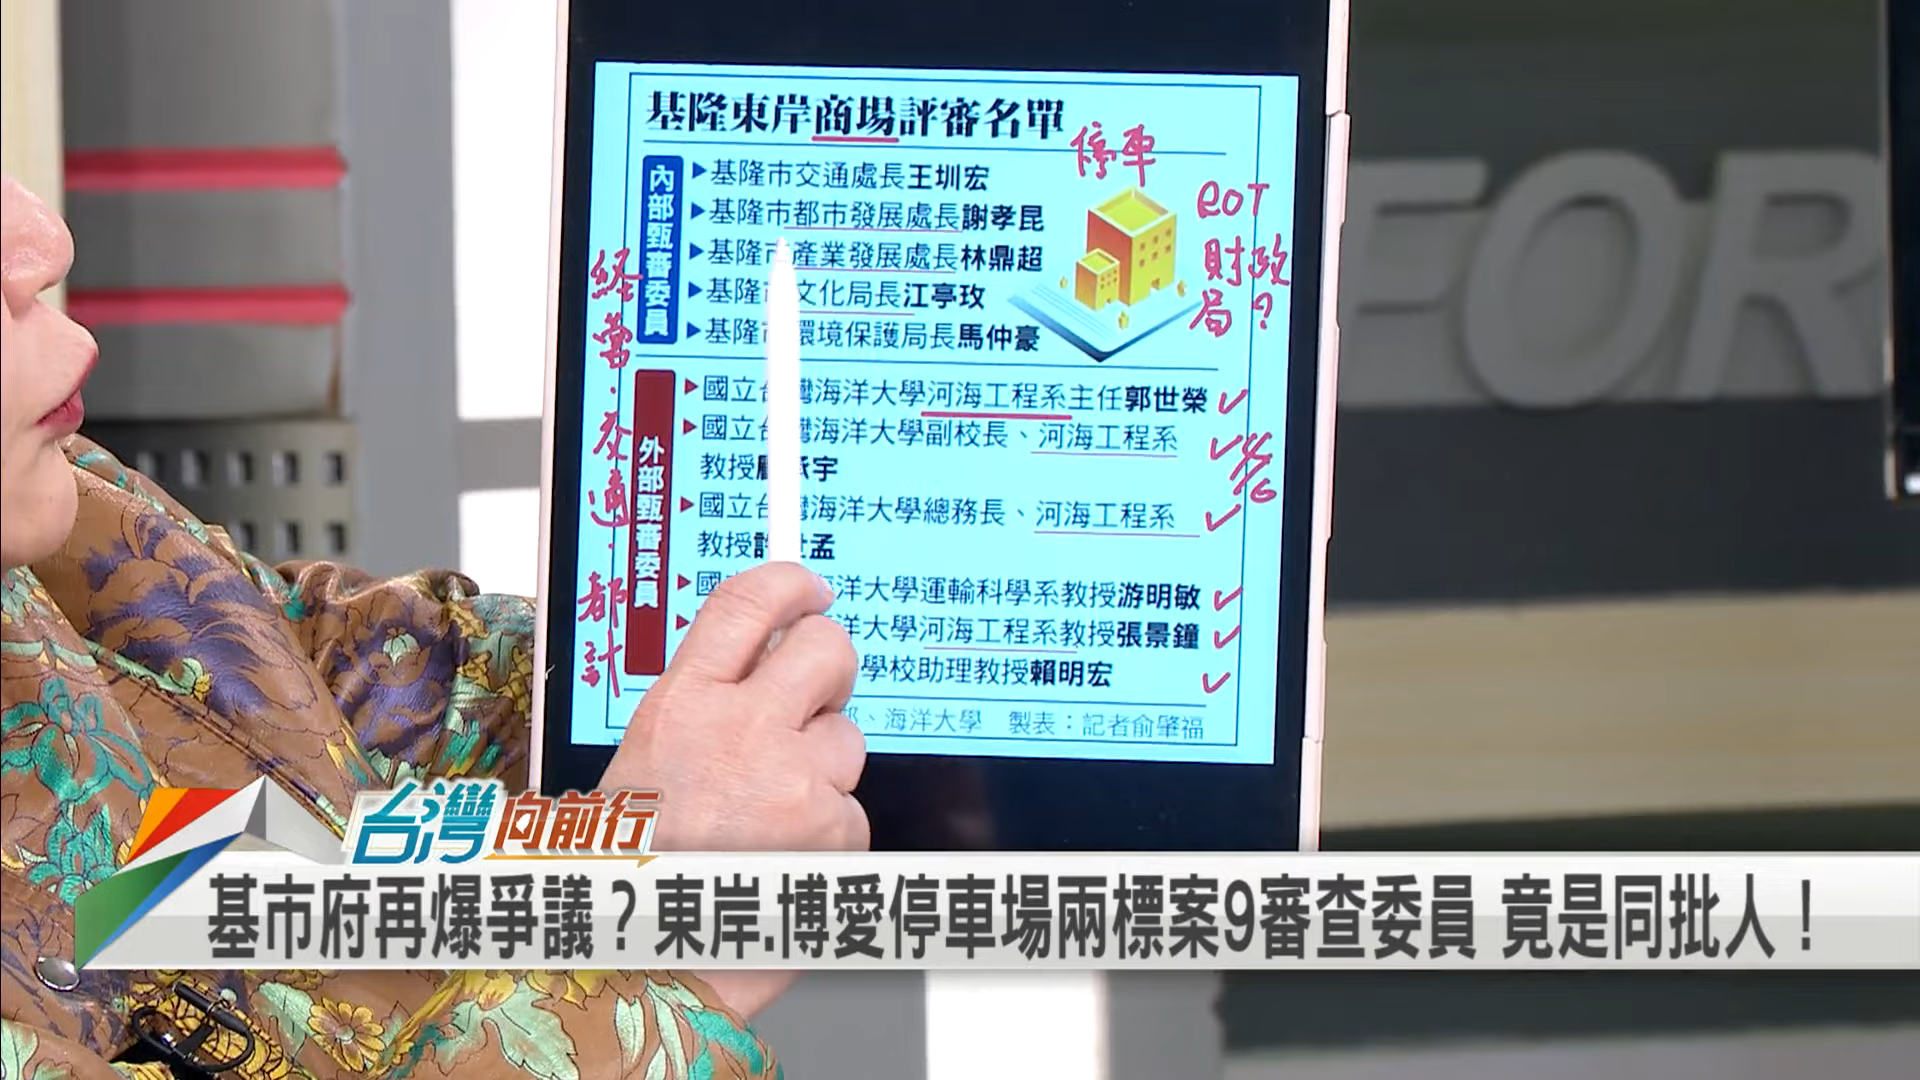 基隆東岸商場評審名單
停車
內部甄審委員
▶基隆市交通處長王圳宏
▶基隆市都市發展處長謝孝昆
▶基隆市產業發展處長林鼎超
▶基隆 文化局長江亭玫
▶基隆市環境保護局長馬仲豪
ROT
財政
局?
経営.交通.都計
外部甄審委員
▶國立台灣海洋大學河海工程系主任郭世榮
▶國立台灣海洋大學副校長、河海工程系
教授 宇
▶國立台灣海洋大學總務長、河海工程系
教授許 孟
▶國 海洋大學運輸科學系教授游明敏
▶ 洋大學河海工程系教授張景鐘
學校助理教授賴明宏
部、海洋大學 製表:記者俞肇福
FOR
台灣向前行
基市府再爆爭議?東岸.博愛停車場兩標案9審查委員 竟是同批人!